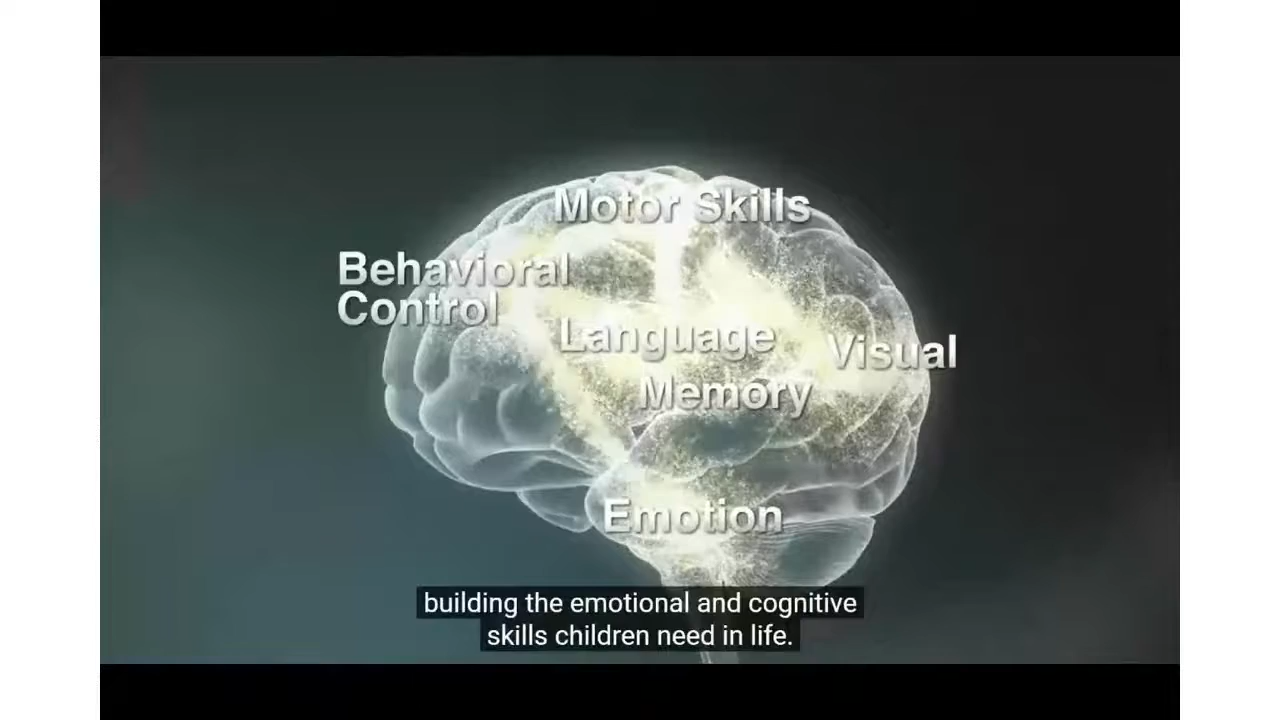 Motor Skills
Behavioral
Control
Language
Visual
Memory
Emotion
building the emotional and cognitive
skills children need in life.